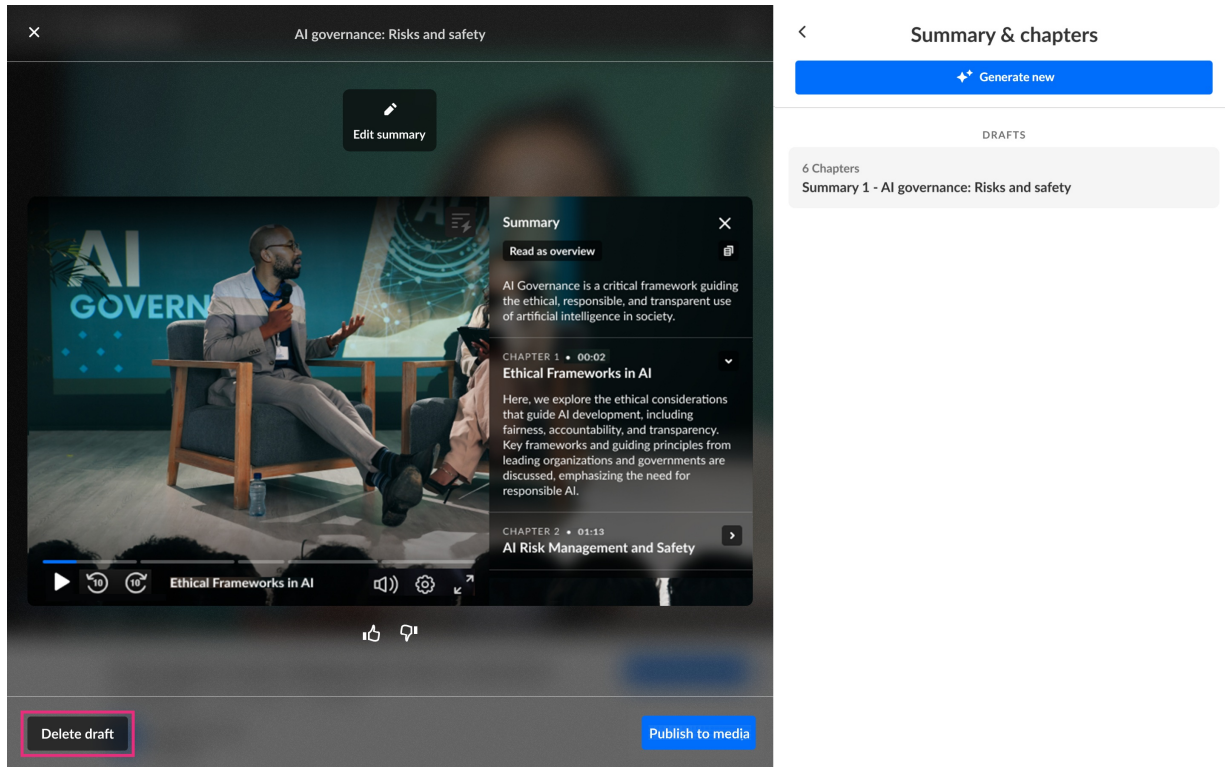 AI governance: Risks and safety
Edit summary
AI
GOVERN
Summary
Read as overview
AI Governance is a critical framework guiding
the ethical, responsible, and transparent use
of artificial intelligence in society.
CHAPTER 1 • 00:02
Ethical Frameworks in AI
Here, we explore the ethical considerations
that guide AI development, including
fairness, accountability, and transparency.
Key frameworks and guiding principles from
leading organizations and governments are
discussed, emphasizing the need for
responsible AI.
CHAPTER 2 • 01:13
AI Risk Management and Safety
10
10
Ethical Frameworks in AI
Delete draft
Publish to media
Summary & chapters
Generate new
DRAFTS
6 Chapters
Summary 1 - AI governance: Risks and safety